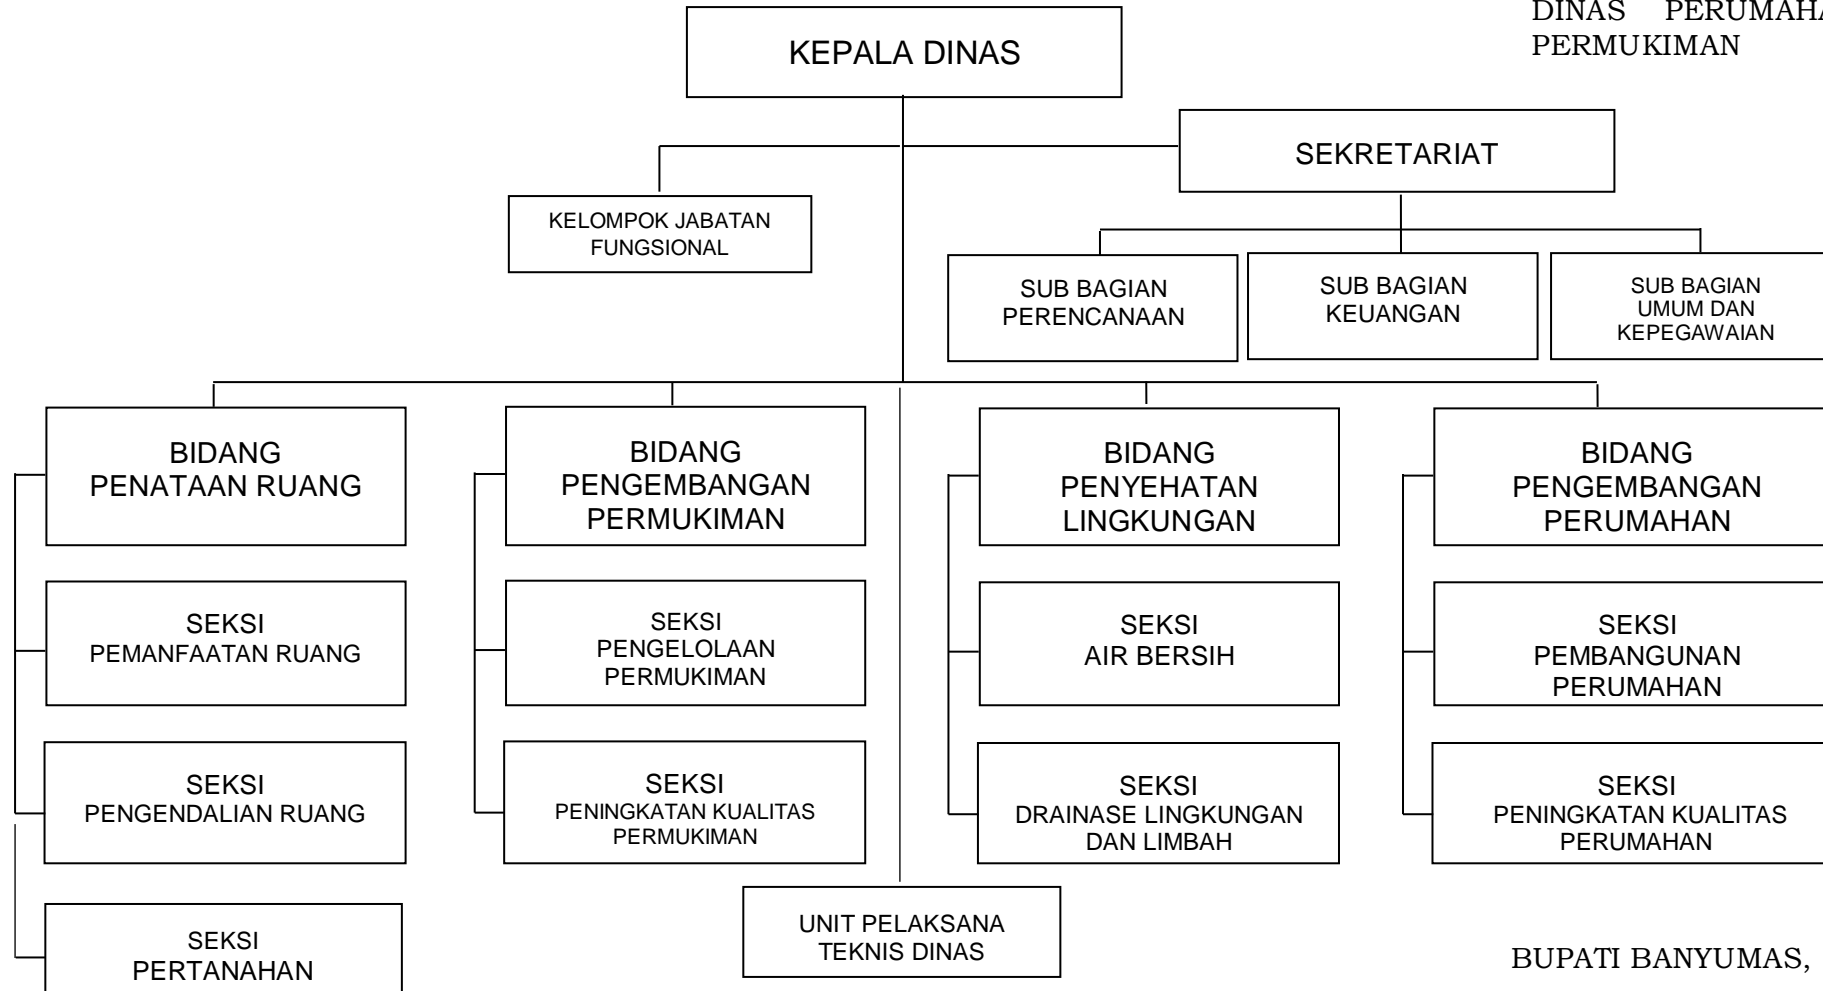 DINAS PERUMAHA
PERMUKIMAN
KEPALA DINAS
SEKRETARIAT
KELOMPOK JABATAN
FUNGSIONAL
SUB BAGIAN
PERENCANAAN
SUB BAGIAN
KEUANGAN
SUB BAGIAN
UMUM DAN
KEPEGAWAIAN
BIDANG
PENATAAN RUANG
BIDANG
PENGEMBANGAN
PERMUKIMAN
BIDANG
PENYEHATAN
LINGKUNGAN
BIDANG
PENGEMBANGAN
PERUMAHAN
SEKSI
PEMANFAATAN RUANG
SEKSI
PENGELOLAAN
PERMUKIMAN
SEKSI
AIR BERSIH
SEKSI
PEMBANGUNAN
PERUMAHAN
SEKSI
PENGENDALIAN RUANG
SEKSI
PENINGKATAN KUALITAS
PERMUKIMAN
SEKSI
DRAINASE LINGKUNGAN
DAN LIMBAH
SEKSI
PENINGKATAN KUALITAS
PERUMAHAN
SEKSI
PERTANAHAN
UNIT PELAKSANA
TEKNIS DINAS
BUPATI BANYUMAS,